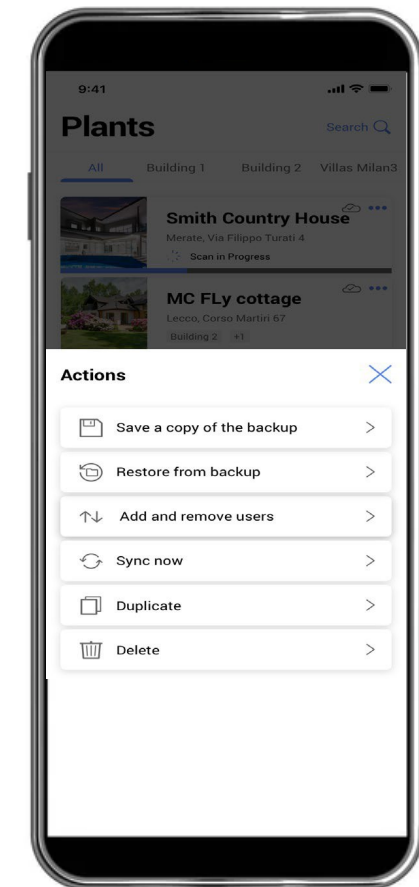 9:41
Plants
Search
All Building 1 Building 2 Villas Milan3
Smith Country House
Merate, Via Filippo Turati 4
Scan in Progress
MC FLy cottage
Lecco, Corso Martiri 67
Building 2 +1
Actions
Save a copy of the backup
Restore from backup
Add and remove users
Sync now
Duplicate
Delete